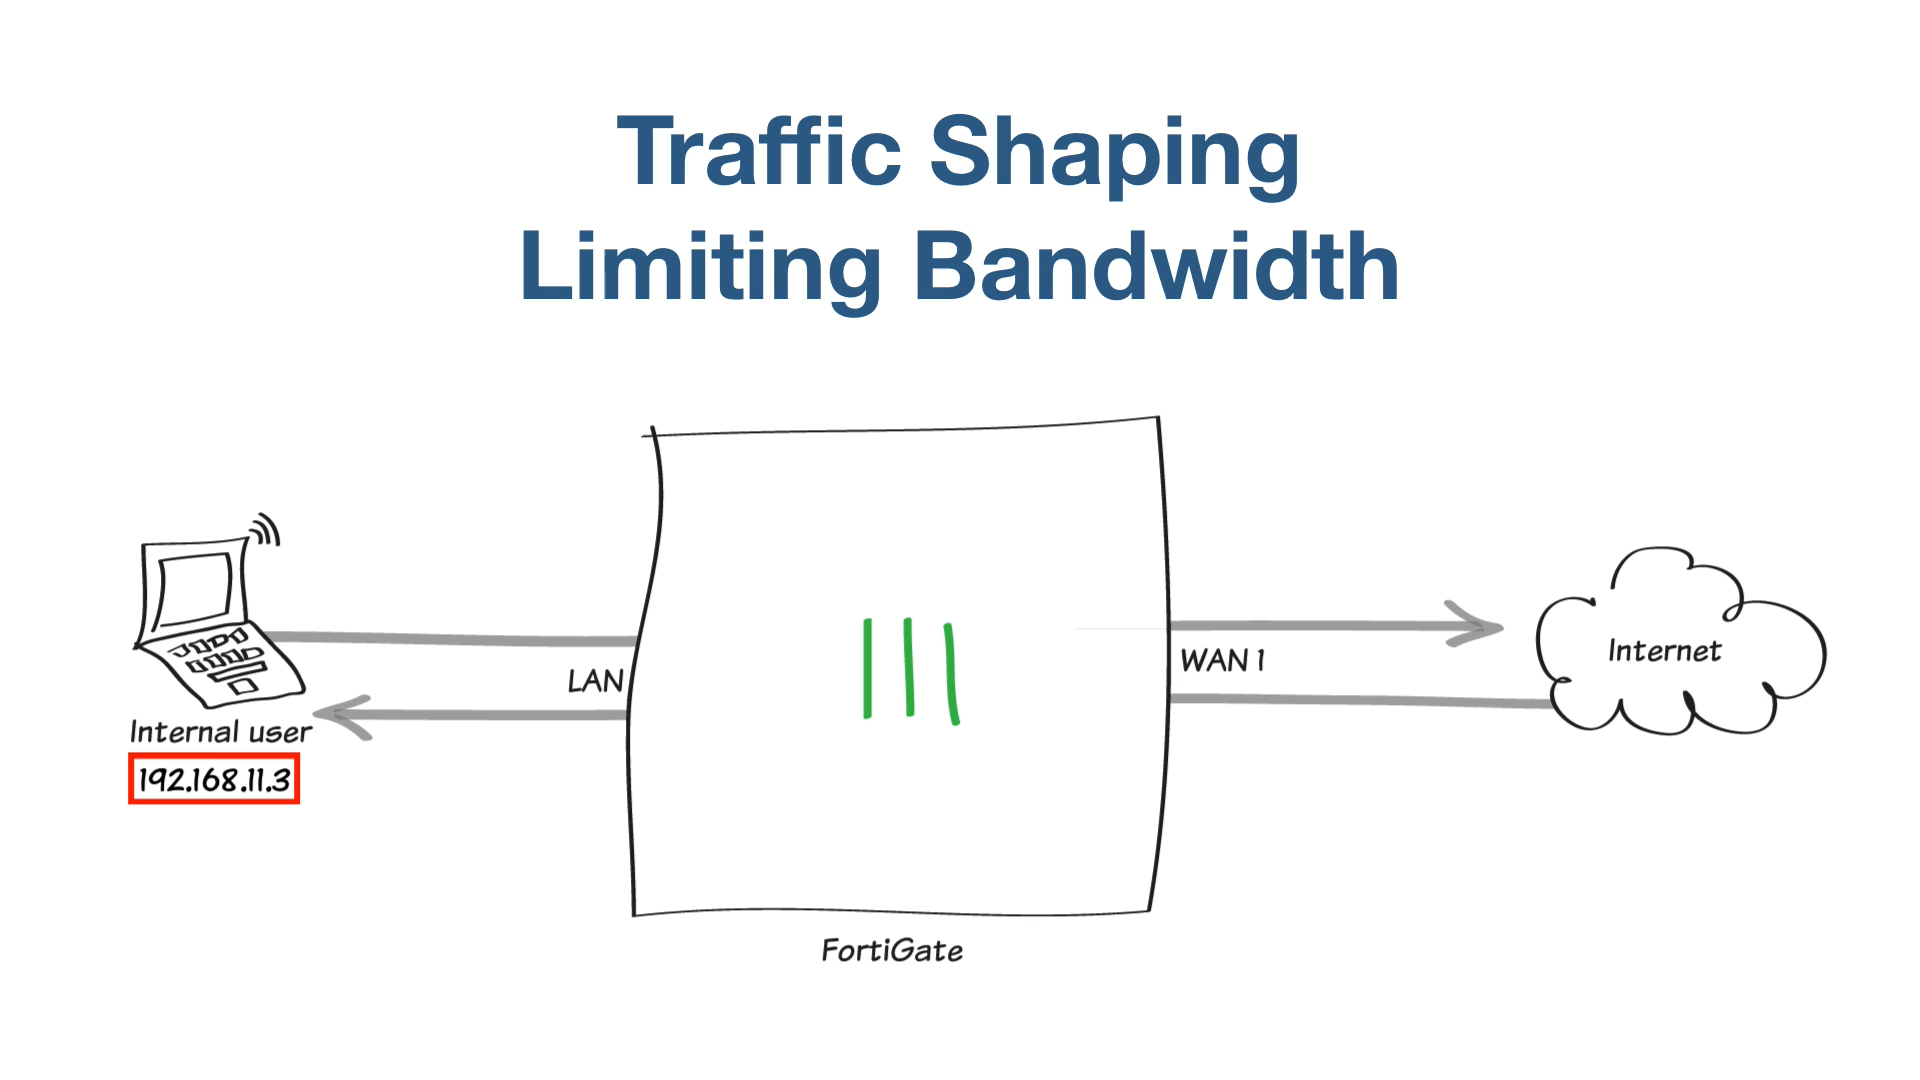 Traffic Shaping
Limiting Bandwidth
LAN
WAN 1
Internet
Internal user
192.168.11.3
FortiGate